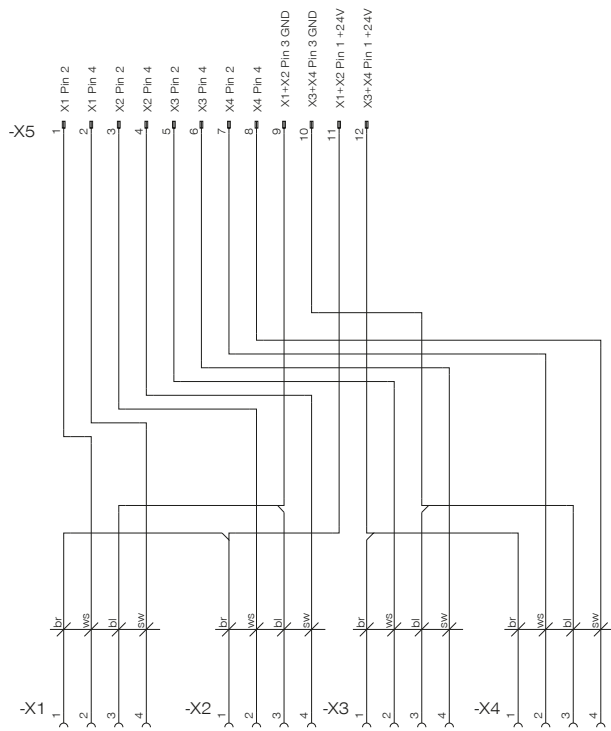 X1 Pin 2
X1 Pin 4
X2 Pin 2
X2 Pin 4
X3 Pin 2
X3 Pin 4
X4 Pin 2
X4 Pin 4
X1+X2 Pin 3 GND
X3+X4 Pin 3 GND
X1+X2 Pin 1 +24V
X3+X4 Pin 1 +24V
-X5
1
2
3
4
5
6
7
8
9
10
11
12
br
ws
bl
sw
br
ws
bl
sw
br
ws
bl
sw
br
ws
bl
sw
-X1
1
2
3
4
-X2
1
2
3
4
-X3
1
2
3
4
-X4
1
2
3
4